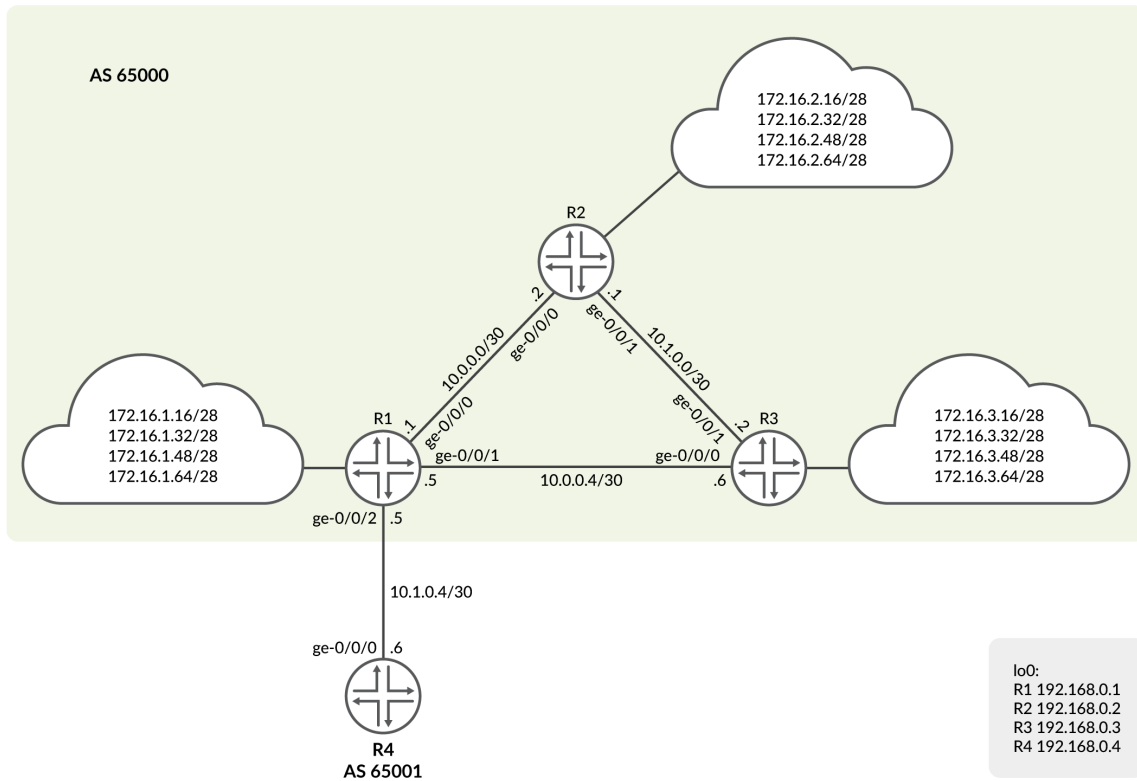 AS 65000
172.16.2.16/28
172.16.2.32/28
172.16.2.48/28
172.16.2.64/28
R2
.2
.1
ge-0/0/0
ge-0/0/1
10.0.0.0/30
10.1.0.0/30
172.16.1.16/28
172.16.1.32/28
172.16.1.48/28
172.16.1.64/28
R1
.1
ge-0/0/0
ge-0/0/1
.5
10.0.0.4/30
ge-0/0/1
.2
R3
ge-0/0/0
.6
172.16.3.16/28
172.16.3.32/28
172.16.3.48/28
172.16.3.64/28
ge-0/0/2
.5
10.1.0.4/30
ge-0/0/0
.6
R4
AS 65001
lo0:
R1 192.168.0.1
R2 192.168.0.2
R3 192.168.0.3
R4 192.168.0.4